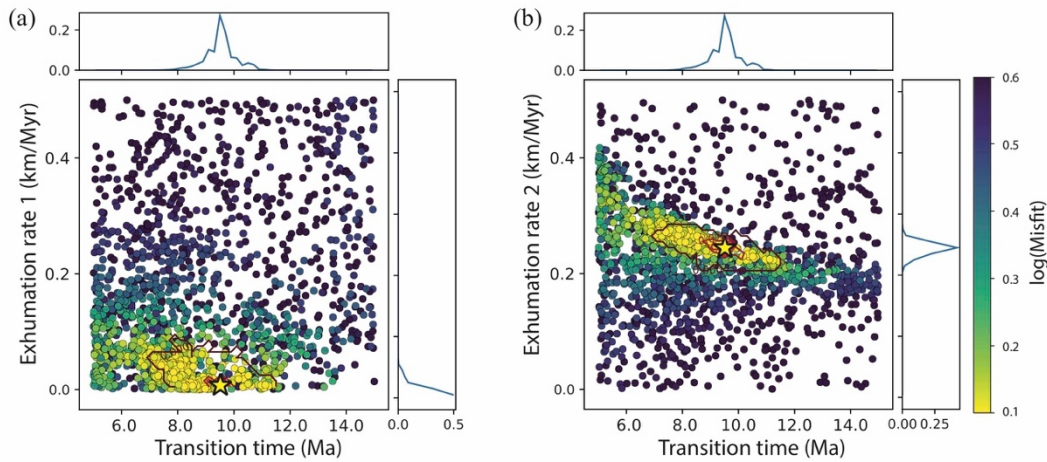 (a)
0.2
0.0
Exhumation rate 1 (km/Myr)
0.4
0.2
0.0
6.0 8.0 10.0 12.0 14.0
Transition time (Ma)
0.0 0.5
(b)
0.2
0.0
Exhumation rate 2 (km/Myr)
0.4
0.2
0.0
6.0 8.0 10.0 12.0 14.0
Transition time (Ma)
0.00 0.25
0.6
0.5
0.4
0.3
0.2
0.1
log(Misfit)